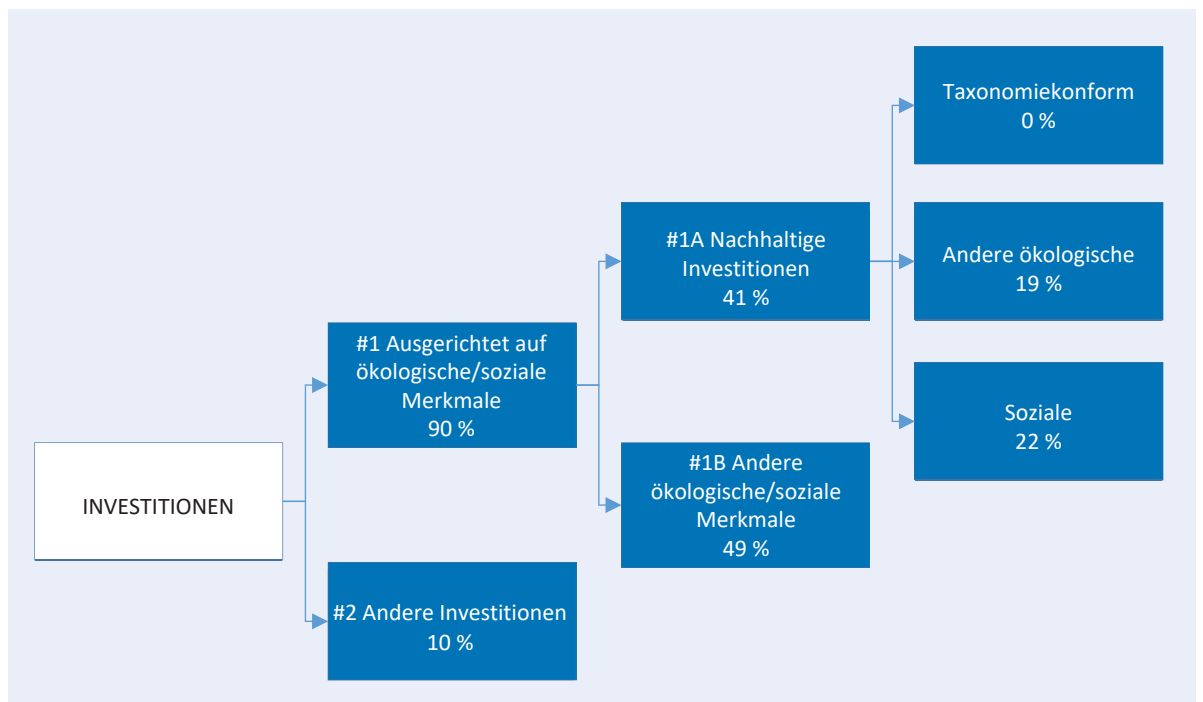 INVESTITIONEN
#1 Ausgerichtet auf
ökologische/soziale
Merkmale
90 %
#2 Andere Investitionen
10 %
#1A Nachhaltige
Investitionen
41 %
#1B Andere
ökologische/soziale
Merkmale
49 %
Taxonomiekonform
0 %
Andere ökologische
19 %
Soziale
22 %